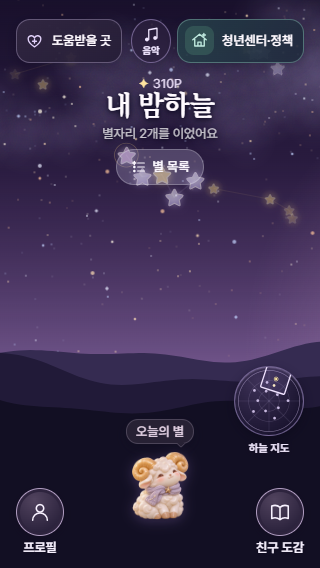 도움받을 곳
음악
청년센터·정책
310P
내 밤하늘
별자리 2개를 이었어요
별 목록
하늘 지도
오늘의 별
프로필
친구 도감